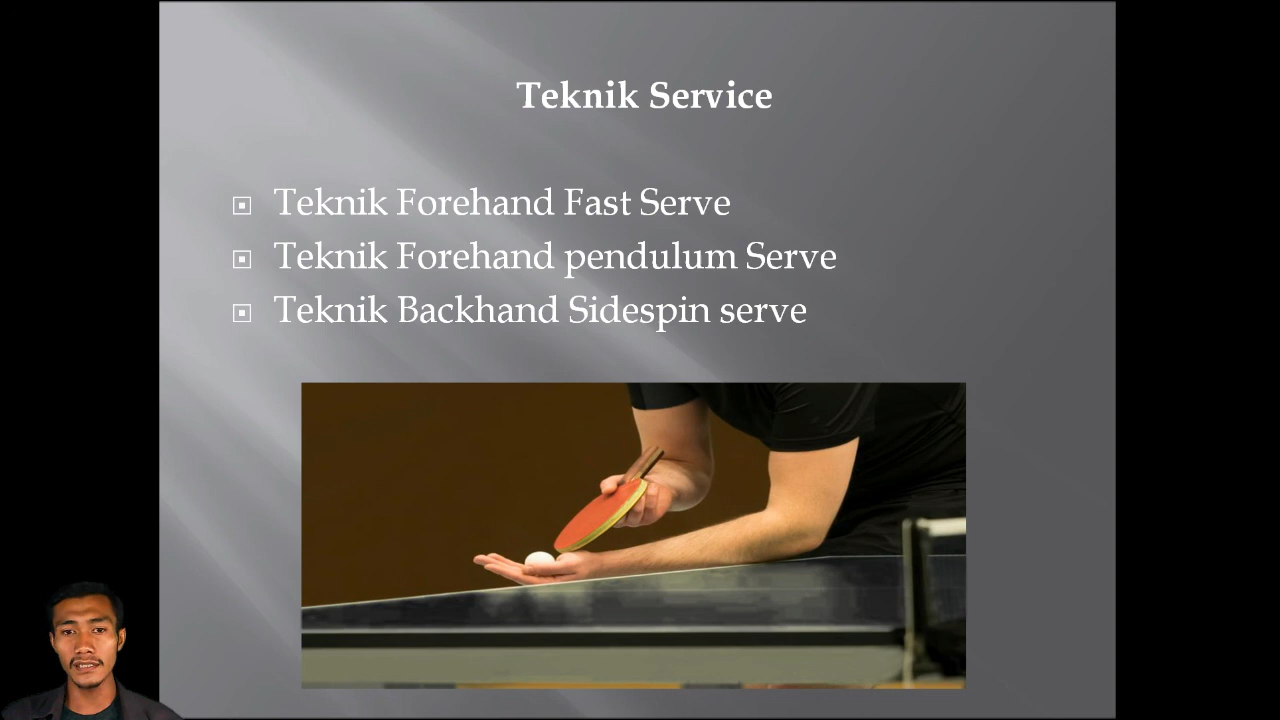 Teknik Service
Teknik Forehand Fast Serve
Teknik Forehand pendulum Serve
Teknik Backhand Sidespin serve